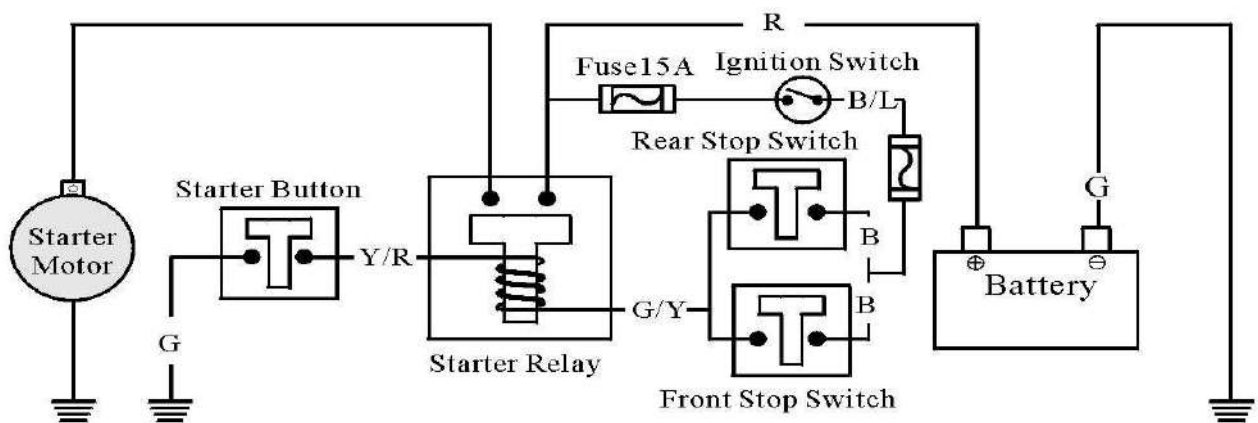 R
Fuse15A
Ignition Switch
B/L
Rear Stop Switch
Starter Button
G
Starter
Motor
Y/R
B
Battery
G/Y
B
G
Starter Relay
Front Stop Switch